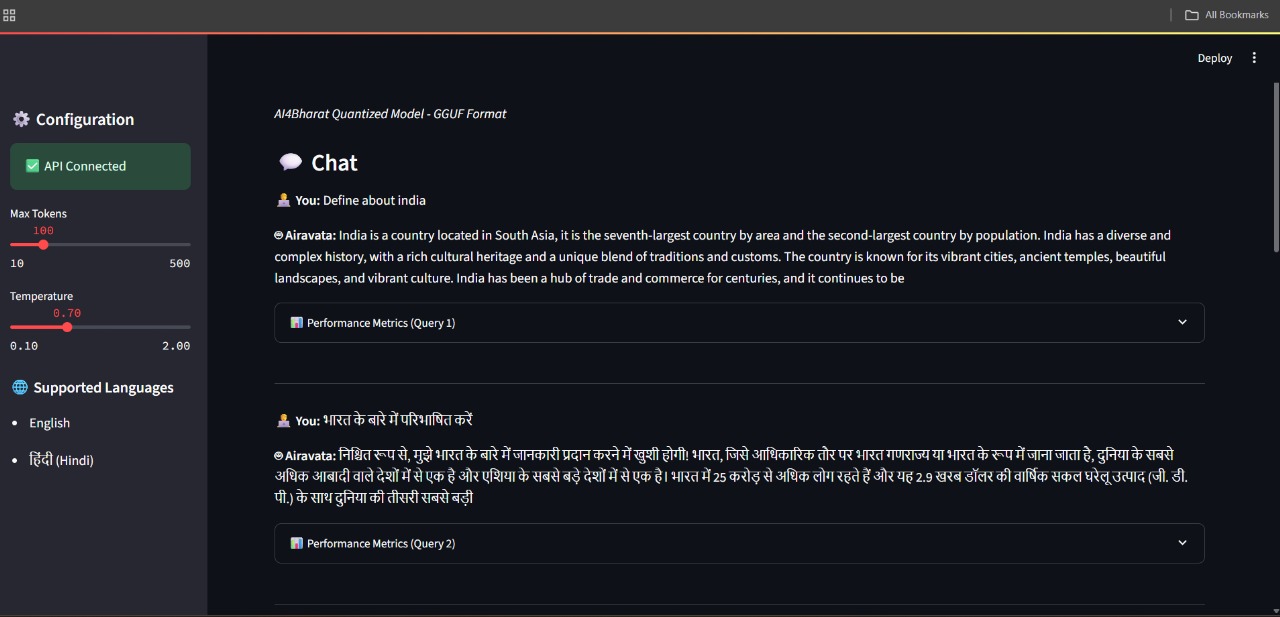 All Bookmarks
Deploy
Configuration
API Connected
Max Tokens
100
10 500
Temperature
0.70
0.10 2.00
Supported Languages
English
हिंदी (Hindi)
AI4Bharat Quantized Model - GGUF Format
Chat
You: Define about india
Airavata: India is a country located in South Asia, it is the seventh-largest country by area and the second-largest country by population. India has a diverse and
complex history, with a rich cultural heritage and a unique blend of traditions and customs. The country is known for its vibrant cities, ancient temples, beautiful
landscapes, and vibrant culture. India has been a hub of trade and commerce for centuries, and it continues to be
Performance Metrics (Query 1)
You: भारत के बारे में परिभाषित करें
Airavata: निश्चित रूप से, मुझे भारत के बारे में जानकारी प्रदान करने में खुशी होगी! भारत, जिसे आधिकारिक तौर पर भारत गणराज्य या भारत के रूप में जाना जाता है, दुनिया के सबसे
अधिक आबादी वाले देशों में से एक है और एशिया के सबसे बड़े देशों में से एक है। भारत में 25 करोड़ से अधिक लोग रहते हैं और यह 2.9 खरब डॉलर की वार्षिक सकल घरेलू उत्पाद (जी. डी.
पी.) के साथ दुनिया की तीसरी सबसे बड़ी
Performance Metrics (Query 2)